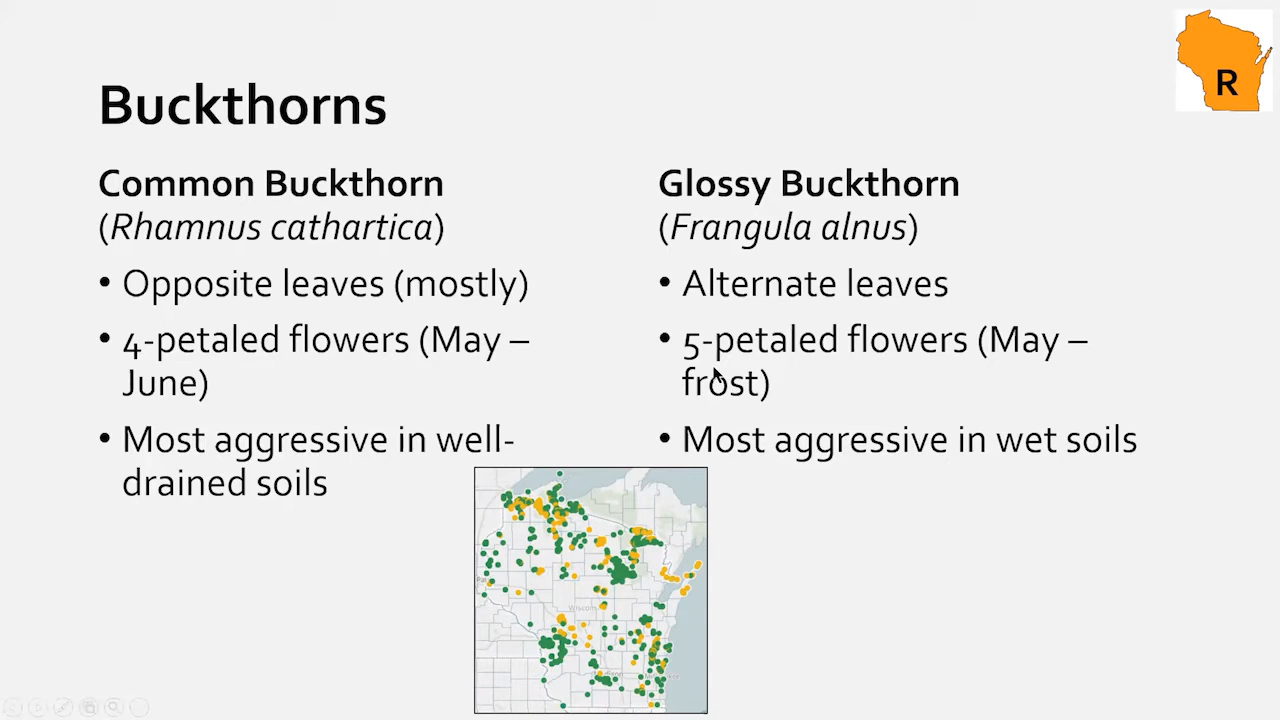 R
Buckthorns
Common Buckthorn
(Rhamnus cathartica)
• Opposite leaves (mostly)
• 4-petaled flowers (May –
June)
• Most aggressive in well-
drained soils
Glossy Buckthorn
(Frangula alnus)
• Alternate leaves
• 5-petaled flowers (May –
frost)
• Most aggressive in wet soils